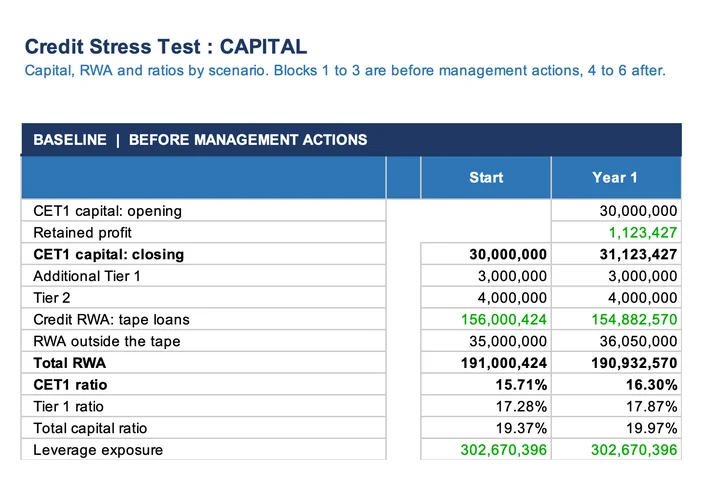 Credit Stress Test : CAPITAL
Capital, RWA and ratios by scenario. Blocks 1 to 3 are before management actions, 4 to 6 after.
BASELINE | BEFORE MANAGEMENT ACTIONS
Start Year 1
CET1 capital: opening 30,000,000
Retained profit 1,123,427
CET1 capital: closing 30,000,000 31,123,427
Additional Tier 1 3,000,000 3,000,000
Tier 2 4,000,000 4,000,000
Credit RWA: tape loans 156,000,424 154,882,570
RWA outside the tape 35,000,000 36,050,000
Total RWA 191,000,424 190,932,570
CET1 ratio 15.71% 16.30%
Tier 1 ratio 17.28% 17.87%
Total capital ratio 19.37% 19.97%
Leverage exposure 302,670,396 302,670,396